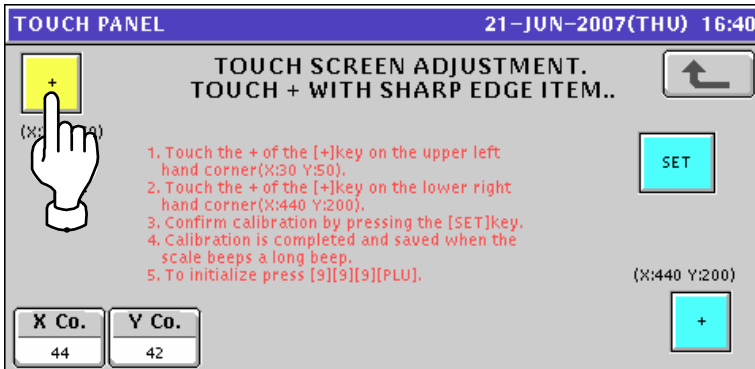 TOUCH PANEL 21-JUN-2007(THU) 16:40
TOUCH SCREEN ADJUSTMENT.
TOUCH + WITH SHARP EDGE ITEM..
+
1. Touch the + of the [+]key on the upper left
hand corner(X:30 Y:50).
2. Touch the + of the [+]key on the lower right
hand corner(X:440 Y:200).
3. Confirm calibration by pressing the [SET]key.
4. Calibration is completed and saved when the
scale beeps a long beep.
5. To initialize press [9][9][9][PLU].
SET
(X:440 Y:200)
+
X Co. Y Co.
44 42